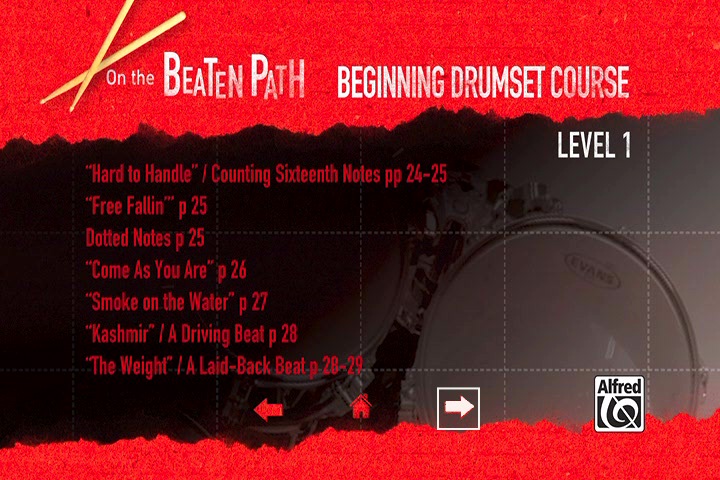 On the BEATEN PATH BEGINNING DRUMSET COURSE
LEVEL 1
"Hard to Handle" / Counting Sixteenth Notes pp 24-25
"Free Fallin'" p 25
Dotted Notes p 25
"Come As You Are" p 26
"Smoke on the Water" p 27
"Kashmir" / A Driving Beat p 28
"The Weight" / A Laid-Back Beat p 28-29
EVANS
Alfred